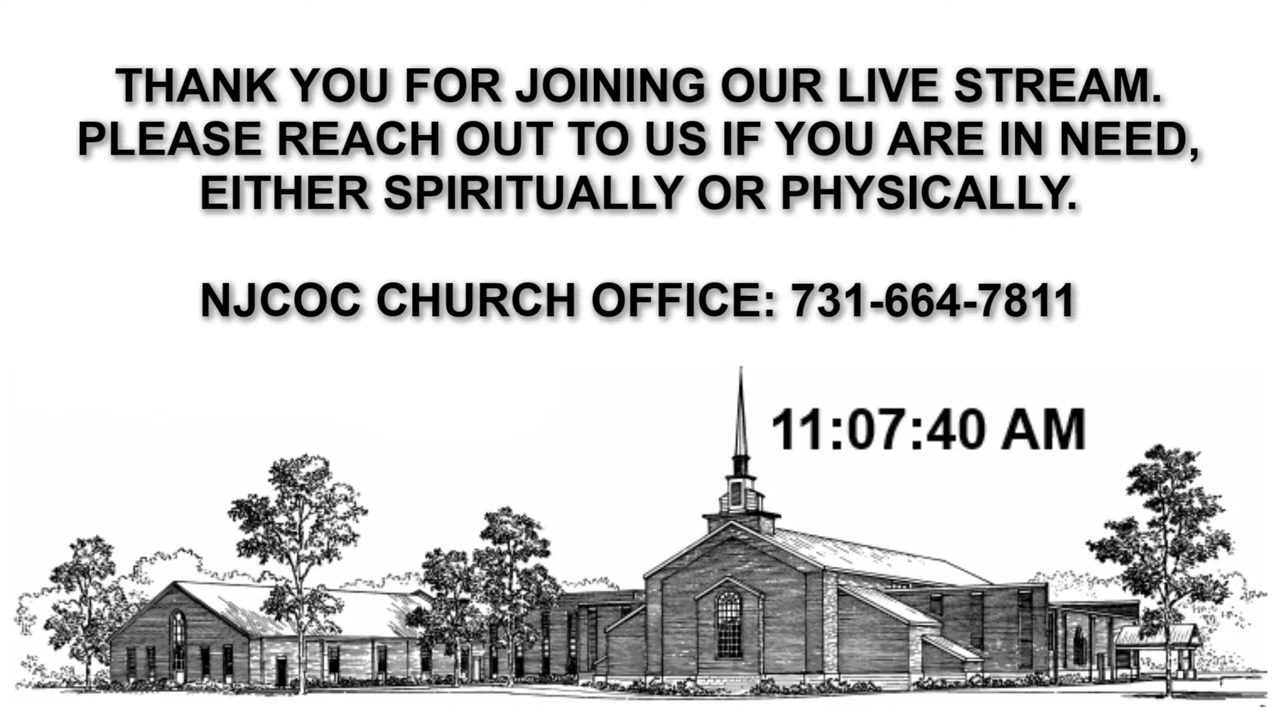 THANK YOU FOR JOINING OUR LIVE STREAM.
PLEASE REACH OUT TO US IF YOU ARE IN NEED,
EITHER SPIRITUALLY OR PHYSICALLY.
NJCOC CHURCH OFFICE: 731-664-7811
11:07:40 AM